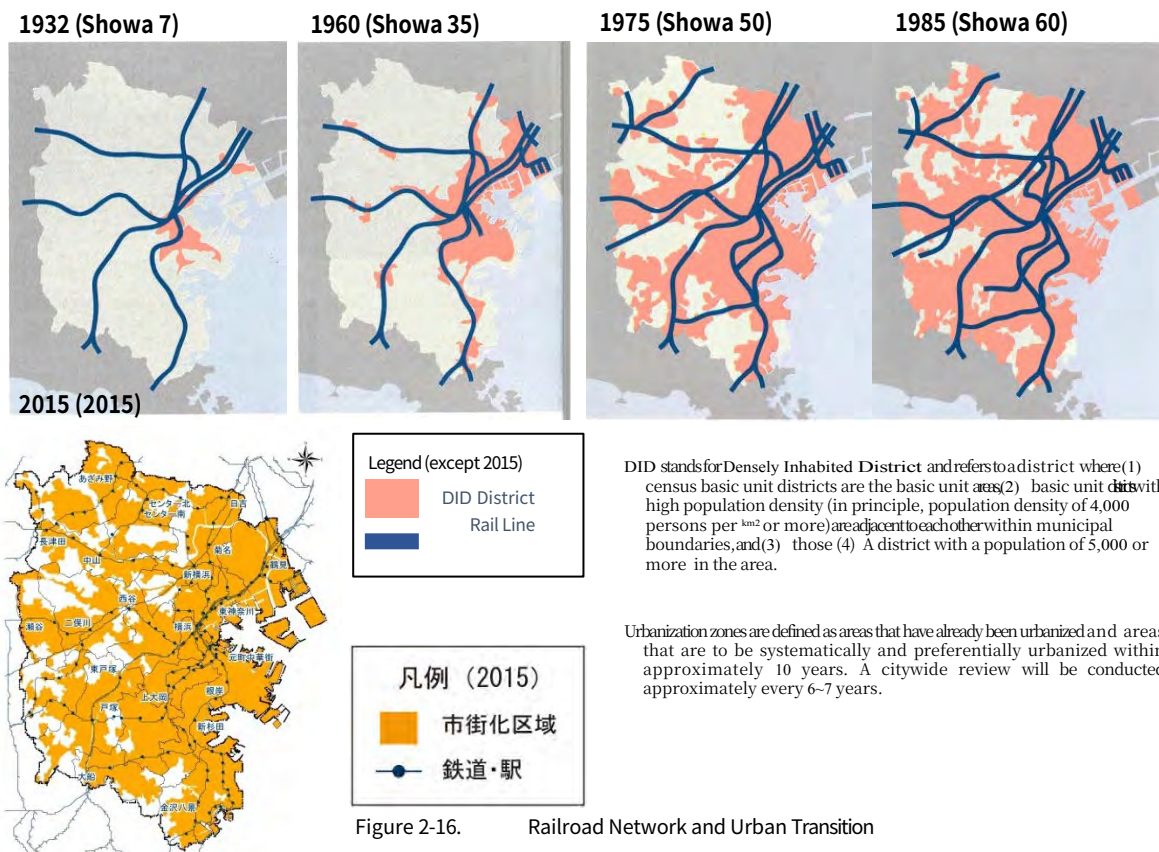 1932 (Showa 7)
1960 (Showa 35)
1975 (Showa 50)
1985 (Showa 60)
2015 (2015)
あざみ野
センター北
センター南
日吉
長津田
中山
菊名
新横浜
鶴見
西谷
東神奈川
瀬谷
二俣川
横浜
元町中華街
東戸塚
上大岡
根岸
戸塚
新杉田
大船
金沢八景
Legend (except 2015)
DID District
Rail Line
凡例（2015）
市街化区域
鉄道・駅
DID stands for Densely Inhabited District and refers to a district where (1)
census basic unit districts are the basic unit areas,(2) basic unit with
high population density (in principle, population density of 4,000
persons per km2 or more) are adjacent to each other within municipal
boundaries, and (3) those (4) A district with a population of 5,000 or
more in the area.
Urbanization zones are defined as areas that have already been urbanized and areas
that are to be systematically and preferentially urbanized within
approximately 10 years. A citywide review will be conducted
approximately every 6~7 years.
Figure 2-16. Railroad Network and Urban Transition